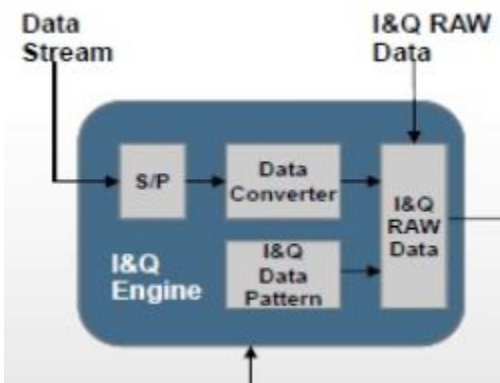 Data
Stream
I&Q RAW
Data
S/P
Data
Converter
I&Q
RAW
Data
I&Q
Data
Pattern
I&Q
Engine